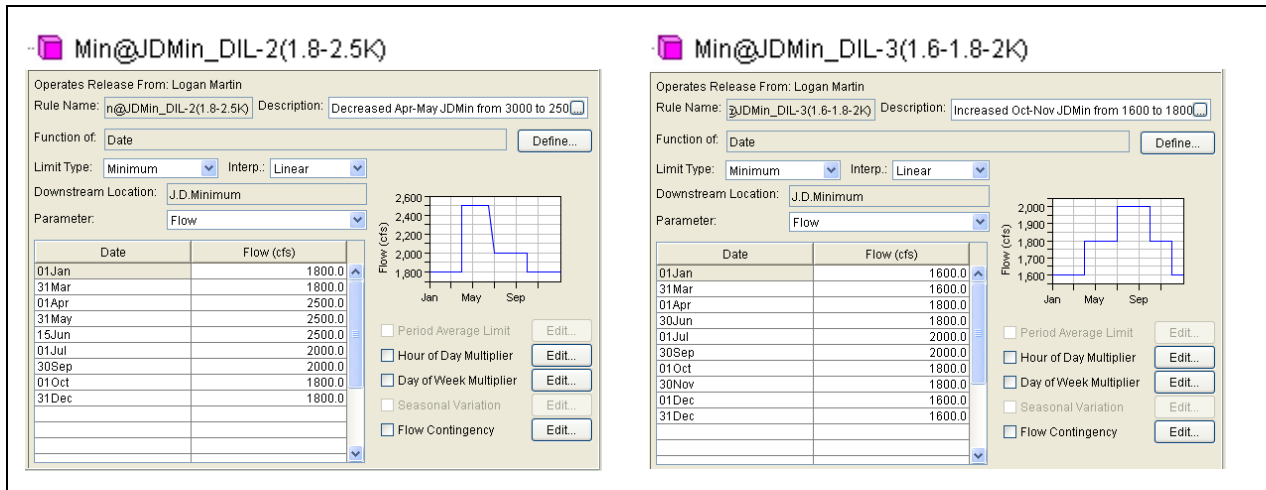 Min@JDMin_DIL-2(1.8-2.5K)
Operates Release From: Logan Martin
Rule Name: n@JDMin_DIL-2(1.8-2.5K) Description: Decreased Apr-May JDMin from 3000 to 250 ...
Function of: Date Define...
Limit Type: Minimum Interp.: Linear
Downstream Location: J.D.Minimum
Parameter: Flow
Date Flow (cfs)
01Jan 1800.0
31Mar 1800.0
01Apr 2500.0
31May 2500.0
15Jun 2500.0
01Jul 2000.0
30Sep 2000.0
01Oct 1800.0
31Dec 1800.0
Flow (cfs)
2,600
2,400
2,200
2,000
1,800
Jan May Sep
Period Average Limit Edit...
Hour of Day Multiplier Edit...
Day of Week Multiplier Edit...
Seasonal Variation Edit...
Flow Contingency Edit...
Min@JDMin_DIL-3(1.6-1.8-2K)
Operates Release From: Logan Martin
Rule Name: @JDMin_DIL-3(1.6-1.8-2K) Description: Increased Oct-Nov JDMin from 1600 to 1800 ...
Function of: Date Define...
Limit Type: Minimum Interp.: Linear
Downstream Location: J.D.Minimum
Parameter: Flow
Date Flow (cfs)
01Jan 1600.0
31Mar 1600.0
01Apr 1800.0
30Jun 1800.0
01Jul 2000.0
30Sep 2000.0
01Oct 1800.0
30Nov 1800.0
01Dec 1600.0
31Dec 1600.0
Flow (cfs)
2,000
1,900
1,800
1,700
1,600
Jan May Sep
Period Average Limit Edit...
Hour of Day Multiplier Edit...
Day of Week Multiplier Edit...
Seasonal Variation Edit...
Flow Contingency Edit...